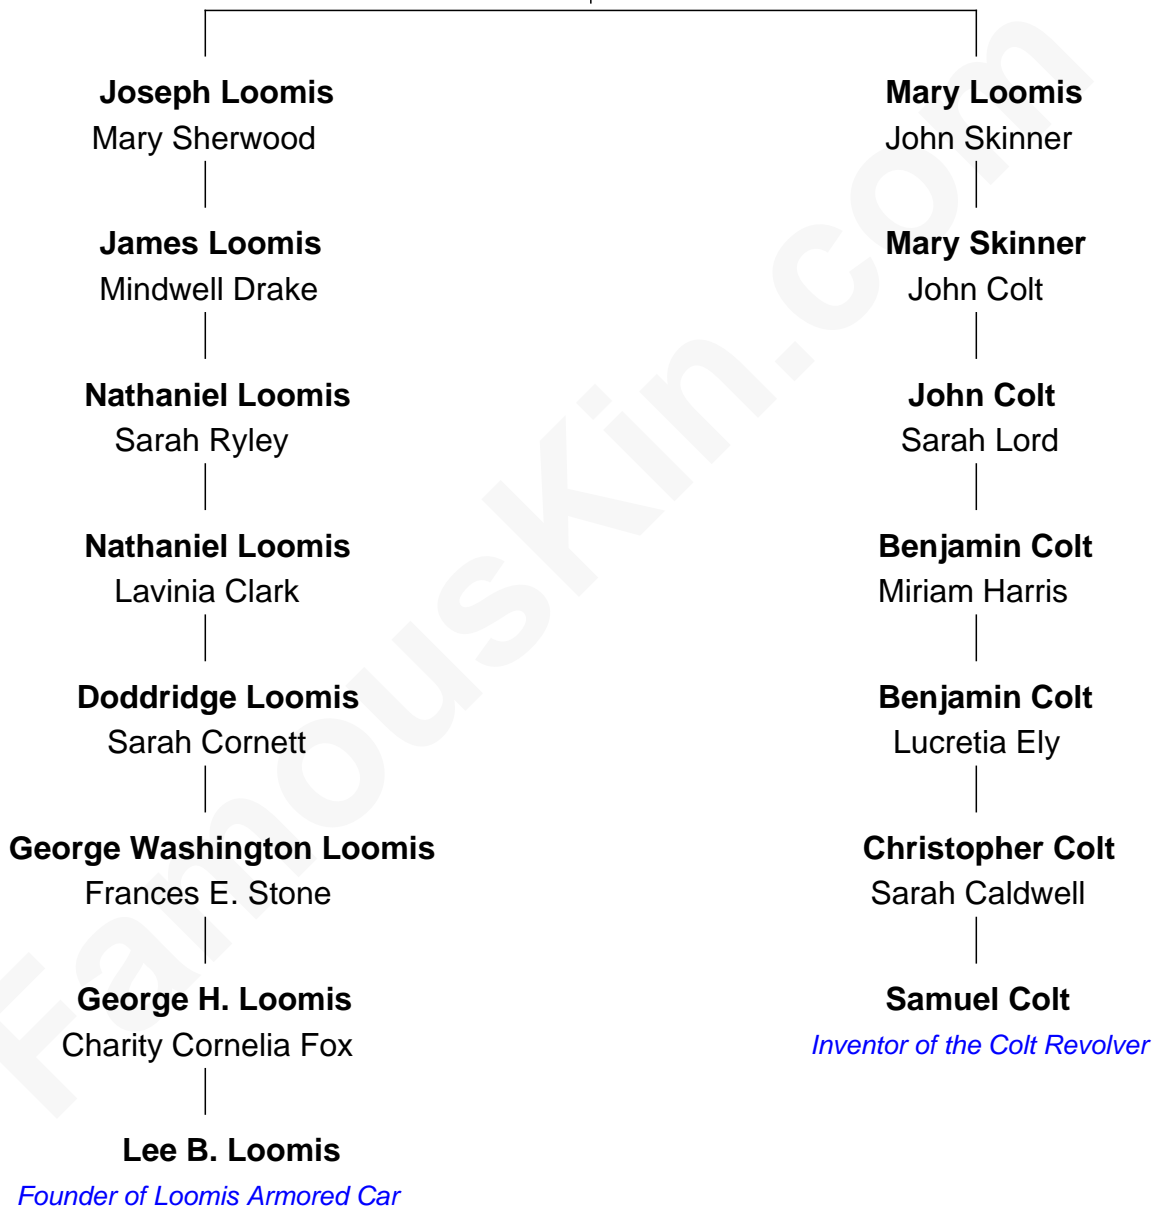 Joseph Loomis
Mary Sherwood
James Loomis
Mindwell Drake
Nathaniel Loomis
Sarah Ryley
Nathaniel Loomis
Lavinia Clark
Doddridge Loomis
Sarah Cornett
George Washington Loomis
Frances E. Stone
George H. Loomis
Charity Cornelia Fox
Lee B. Loomis
Founder of Loomis Armored Car
Mary Loomis
John Skinner
Mary Skinner
John Colt
John Colt
Sarah Lord
Benjamin Colt
Miriam Harris
Benjamin Colt
Lucretia Ely
Christopher Colt
Sarah Caldwell
Samuel Colt
Inventor of the Colt Revolver
FamousKin.com